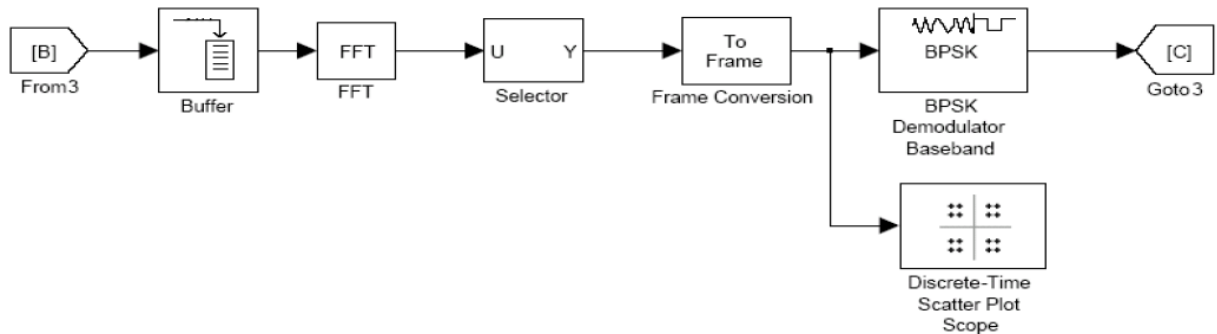 [B]
From3
Buffer
FFT
FFT
U Y
Selector
To
Frame
Frame Conversion
BPSK
BPSK
Demodulator
Baseband
[C]
Goto3
Discrete-Time
Scatter Plot
Scope